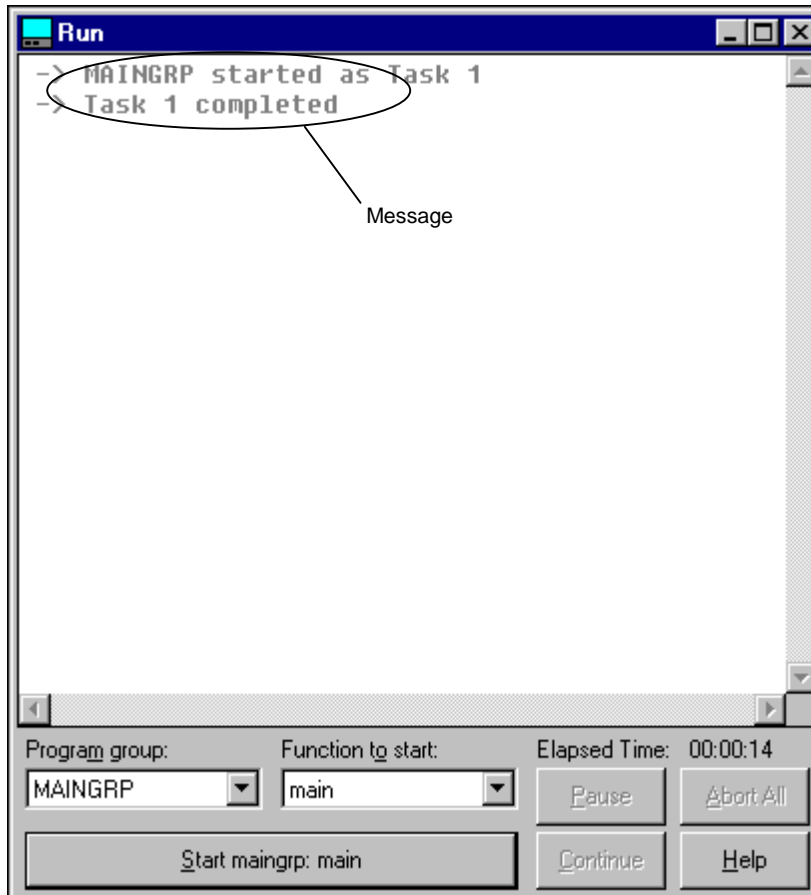 Run
-> MAINGRP started as Task 1
-> Task 1 completed
Message
Program group:
Function to start:
Elapsed Time: 00:00:14
MAINGRP
main
Pause
Abort All
Start maingrp: main
Continue
Help